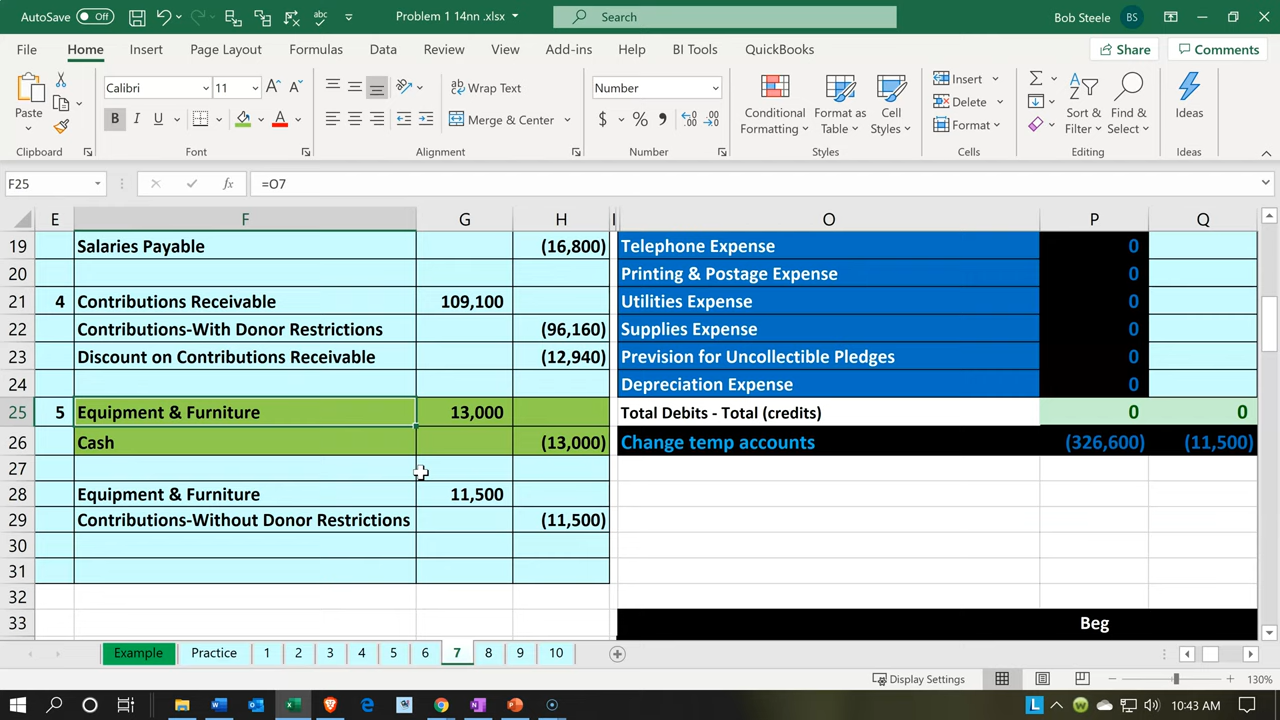 AutoSave Off Problem 1 14nn .xlsx Search Bob Steele BS
File Home Insert Page Layout Formulas Data Review View Add-ins Help BI Tools QuickBooks Share Comments
Paste Calibri 11 Wrap Text Number Conditional Formatting Format as Table Cell Styles Insert Sort & Filter Find & Select Ideas
B I U Merge & Center $ % Delete Format
Clipboard Font Alignment Number Styles Cells Editing Ideas
F25 fx =O7
E F G H I O P Q
19 Salaries Payable (16,800) Telephone Expense 0
20 Printing & Postage Expense 0
21 4 Contributions Receivable 109,100 Utilities Expense 0
22 Contributions-With Donor Restrictions (96,160) Supplies Expense 0
23 Discount on Contributions Receivable (12,940) Prevision for Uncollectible Pledges 0
24 Depreciation Expense 0
25 5 Equipment & Furniture 13,000 Total Debits - Total (credits) 0 0
26 Cash (13,000) Change temp accounts (326,600) (11,500)
27
28 Equipment & Furniture 11,500
29 Contributions-Without Donor Restrictions (11,500)
30
31
32
33 Beg
Example Practice 1 2 3 4 5 6 7 8 9 10
Display Settings 130%
10:43 AM